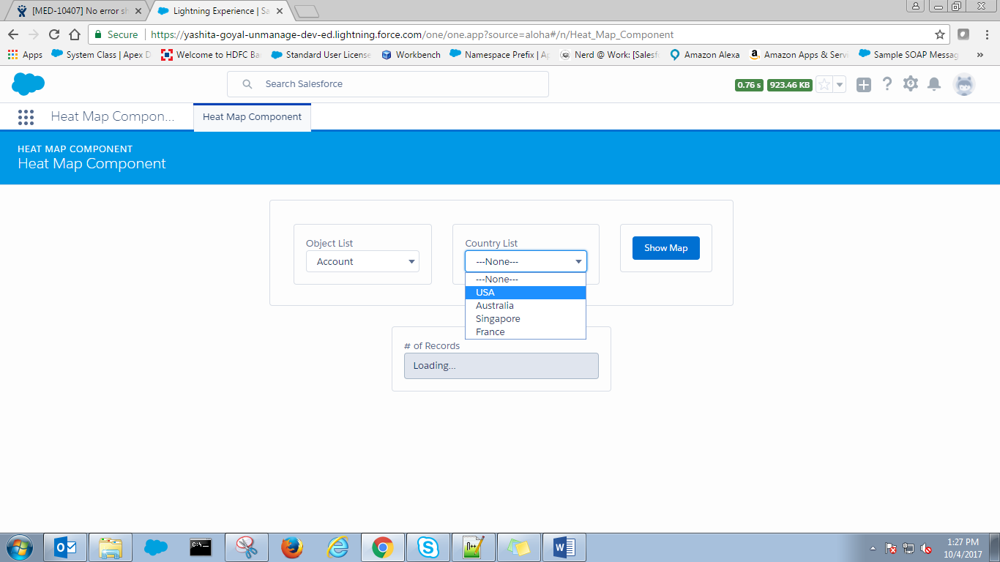 [MED-10407] No error sh
Lightning Experience | Sa
Secure
https://yashita-goyal-unmanage-dev-ed.lightning.force.com/one/one.app?source=aloha#/n/Heat_Map_Component
Apps
System Class | Apex D
Welcome to HDFC Ba
Standard User License
Workbench
Namespace Prefix | Ap
Nerd @ Work: [Salesf
Amazon Alexa
Amazon Apps & Serv
Sample SOAP Messag
»
Search Salesforce
0.76 s
923.46 KB
Heat Map Compon...
Heat Map Component
HEAT MAP COMPONENT
Heat Map Component
Object List
Account
Country List
---None---
---None---
USA
Australia
Singapore
France
Show Map
# of Records
Loading...
1:27 PM
10/4/2017